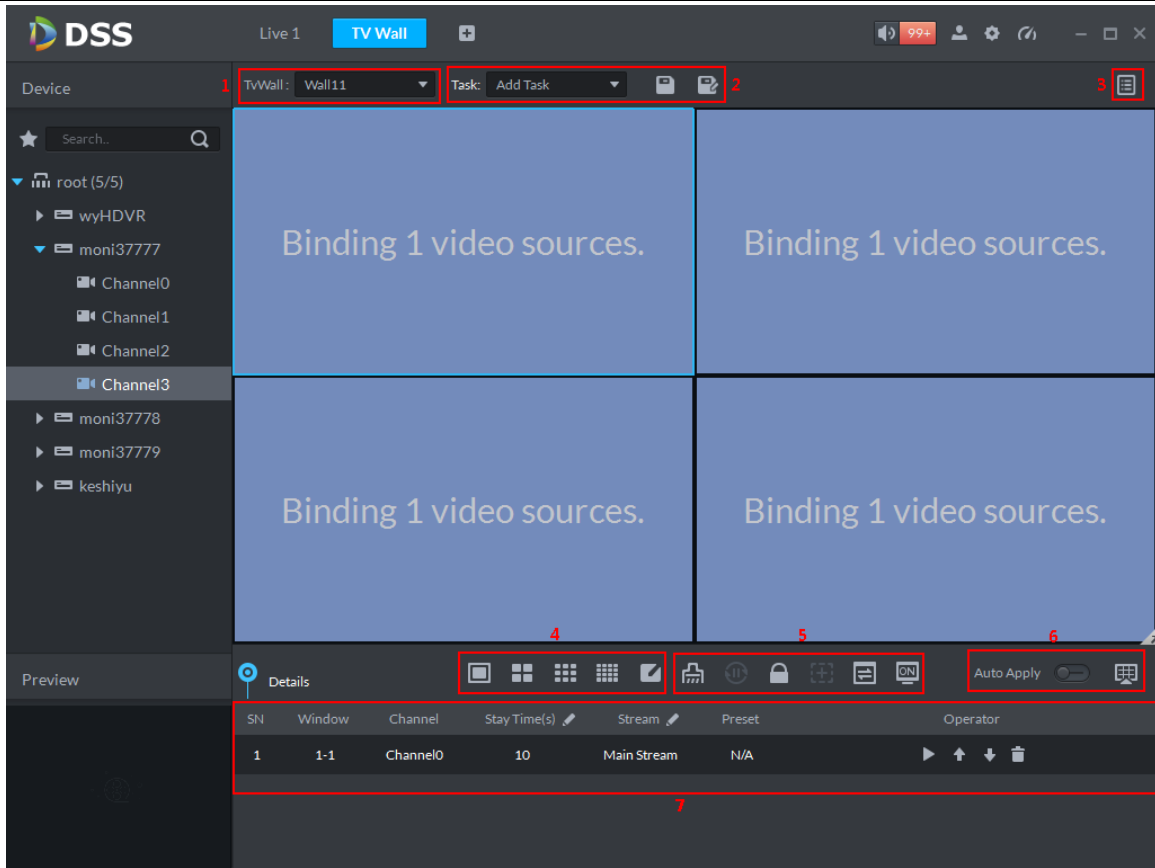 DSS Live 1 TV Wall 99+
Device 1 TvWall: Wall11 Task: Add Task 2 3
Search..
root (5/5)
wyHDVR
moni37777
Channel0
Channel1
Channel2
Channel3
moni37778
moni37779
keshiyu
Binding 1 video sources. Binding 1 video sources.
Binding 1 video sources. Binding 1 video sources.
4 5 6
Preview Details ON Auto Apply
SN Window Channel Stay Time(s) Stream Preset Operator
1 1-1 Channel0 10 Main Stream N/A
7